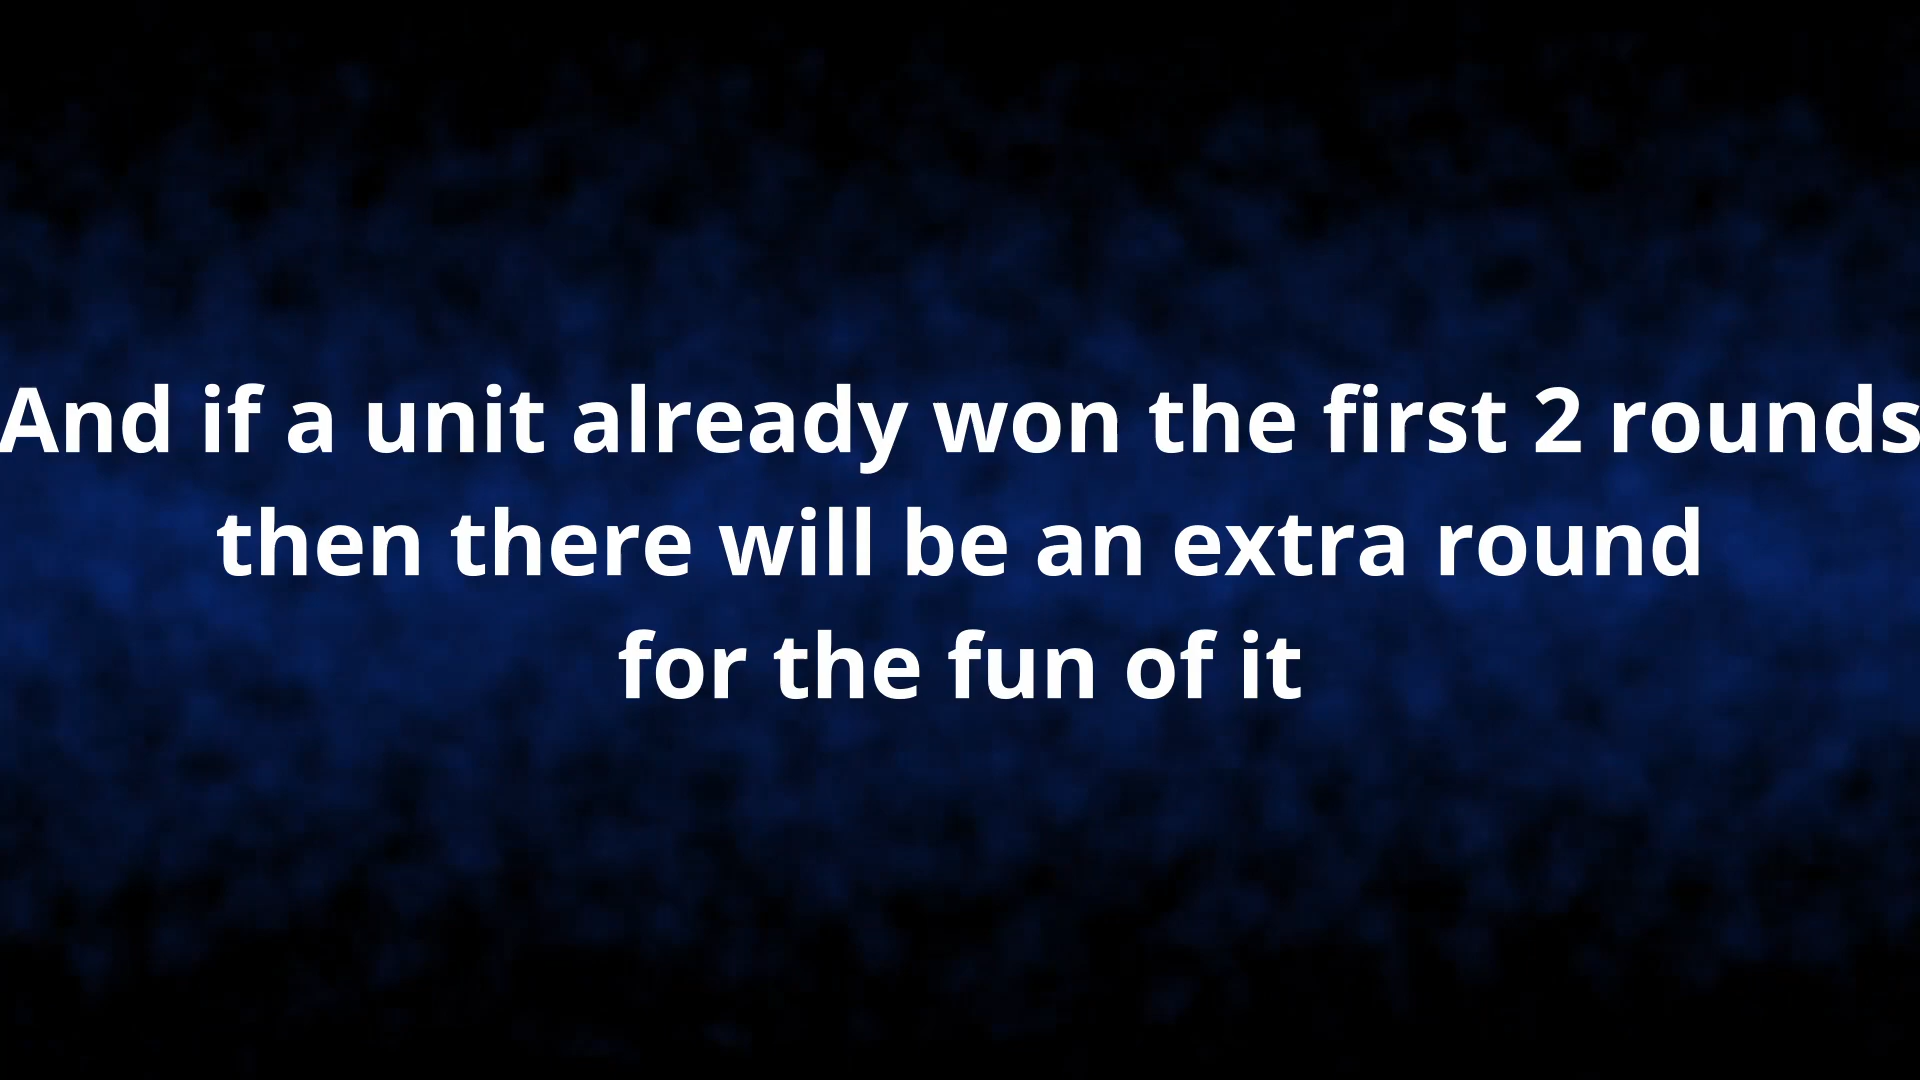 And if a unit already won the first 2 rounds
then there will be an extra round
for the fun of it